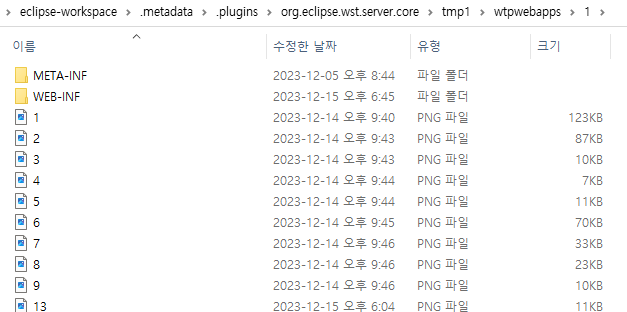 eclipse-workspace > .metadata > .plugins > org.eclipse.wst.server.core > tmp1 > wtpwebapps > 1 >
이름 수정한 날짜 유형 크기
META-INF 2023-12-05 오후 8:44 파일 폴더
WEB-INF 2023-12-15 오후 6:45 파일 폴더
1 2023-12-14 오후 9:40 PNG 파일 123KB
2 2023-12-14 오후 9:43 PNG 파일 87KB
3 2023-12-14 오후 9:43 PNG 파일 10KB
4 2023-12-14 오후 9:44 PNG 파일 7KB
5 2023-12-14 오후 9:44 PNG 파일 11KB
6 2023-12-14 오후 9:45 PNG 파일 70KB
7 2023-12-14 오후 9:46 PNG 파일 33KB
8 2023-12-14 오후 9:46 PNG 파일 23KB
9 2023-12-14 오후 9:46 PNG 파일 10KB
13 2023-12-15 오후 6:04 PNG 파일 11KB